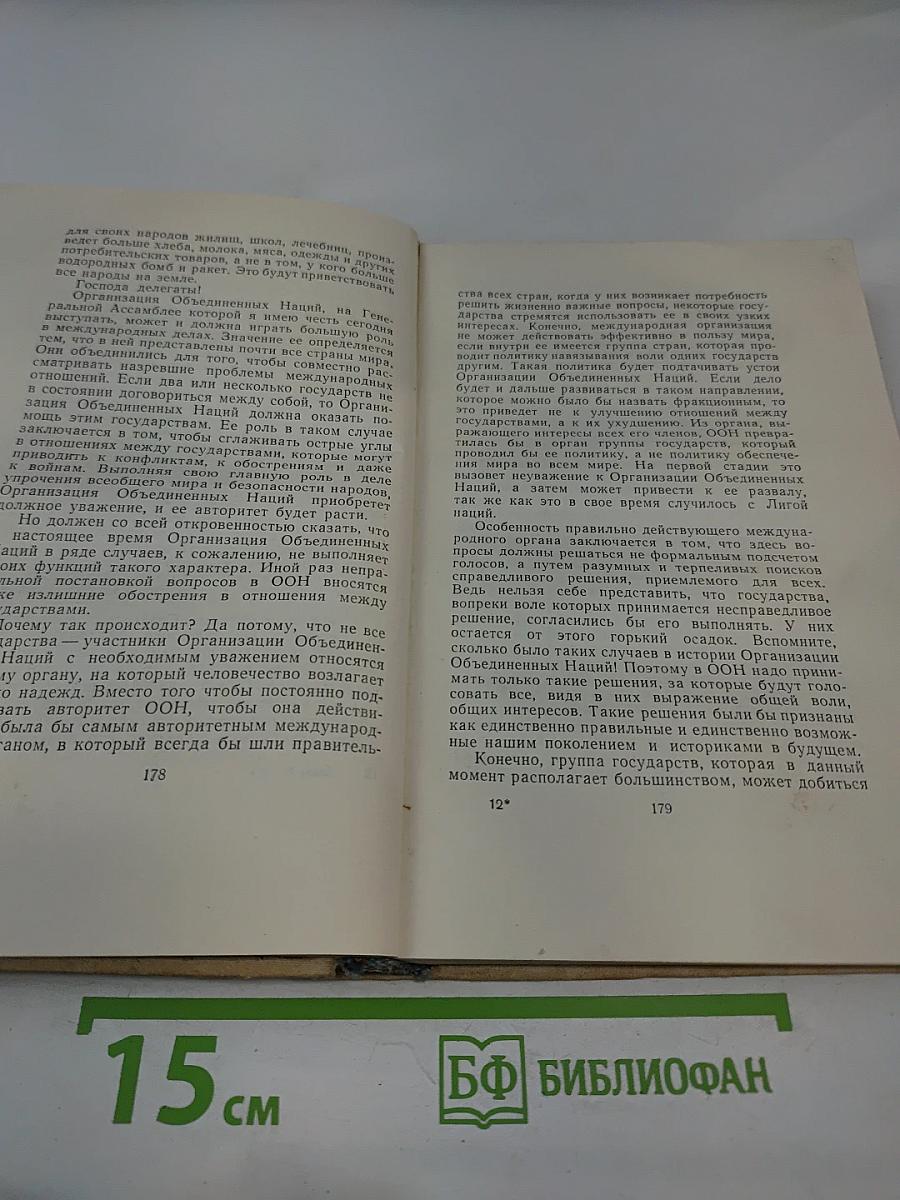 для своих народов жилищ, школ, лечебниц, произ-
ведет больше хлеба, молока, мяса, одежды и других
потребительских товаров, а не в том, у кого больше
водородных бомб и ракет. Это будут приветствовать
все народы на земле.
Господа делегаты!
Организация Объединенных Наций, на Гене-
ральной Ассамблее которой я имею честь сегодня
выступать, может и должна играть большую роль
в международных делах. Значение ее определяется
тем, что в ней представлены почти все страны мира.
Они объединились для того, чтобы совместно рас-
сматривать назревшие проблемы международных
отношений. Если два или несколько государств не
в состоянии договориться между собой, то Органи-
зация Объединенных Наций должна оказать по-
мощь этим государствам. Ее роль в таком случае
заключается в том, чтобы сглаживать острые углы
в отношениях между государствами, которые могут
приводить к конфликтам, к обострениям и даже
к войнам. Выполняя свою главную роль в деле
упрочения всеобщего мира и безопасности народов,
Организация Объединенных Наций приобретет
должное уважение, и ее авторитет будет расти.
Но должен со всей откровенностью сказать, что
настоящее время Организация Объединенных
Наций в ряде случаев, к сожалению, не выполняет
оих функций такого характера. Иной раз непра-
льной постановкой вопросов в ООН вносятся
же излишние обострения в отношения между
ударствами.
Почему так происходит? Да потому, что не все
дарства — участники Организации Объединен-
Наций с необходимым уважением относятся
му органу, на который человечество возлагает
ко надежд. Вместо того чтобы постоянно под-
вать авторитет ООН, чтобы она действи-
была бы самым авторитетным международ-
ганом, в который всегда бы шли правитель-
178
ства всех стран, когда у них возникает потребность
решить жизненно важные вопросы, некоторые госу-
дарства стремятся использовать ее в своих узких
интересах. Конечно, международная организация
не может действовать эффективно в пользу мира,
если внутри ее имеется группа стран, которая про-
водит политику навязывания воли одних государств
другим. Такая политика будет подтачивать устои
Организации Объединенных Наций. Если дело
будет и дальше развиваться в таком направлении,
которое можно было бы назвать фракционным, то
это приведет не к улучшению отношений между
государствами, а к их ухудшению. Из органа, вы-
ражающего интересы всех его членов, ООН превра-
тилась бы в орган группы государств, который
проводил бы ее политику, а не политику обеспече-
ния мира во всем мире. На первой стадии это
вызовет неуважение к Организации Объединенных
Наций, а затем может привести к ее развалу,
так же как это в свое время случилось с Лигой
наций.
Особенность правильно действующего междуна-
родного органа заключается в том, что здесь во-
просы должны решаться не формальным подсчетом
голосов, а путем разумных и терпеливых поисков
справедливого решения, приемлемого для всех.
Ведь нельзя себе представить, что государства,
вопреки воле которых принимается несправедливое
решение, согласились бы его выполнять. У них
остается от этого горький осадок. Вспомните,
сколько было таких случаев в истории Организации
Объединенных Наций! Поэтому в ООН надо прини-
мать только такие решения, за которые будут голо-
совать все, видя в них выражение общей воли,
общих интересов. Такие решения были бы признаны
как единственно правильные и единственно возмож-
ные нашим поколением и историками в будущем.
Конечно, группа государств, которая в данный
момент располагает большинством, может добиться
12*
179
15 см
БФ БИБЛИОФАН